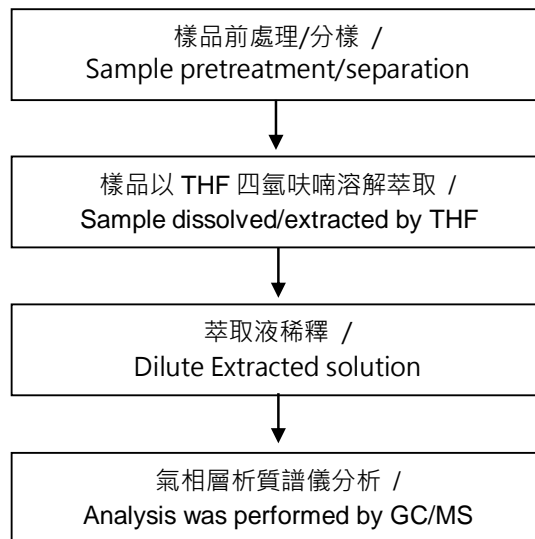 樣品前處理/分樣 /
Sample pretreatment/separation
樣品以 THF 四氫呋喃溶解萃取 /
Sample dissolved/extracted by THF
萃取液稀釋 /
Dilute Extracted solution
氣相層析質譜儀分析 /
Analysis was performed by GC/MS